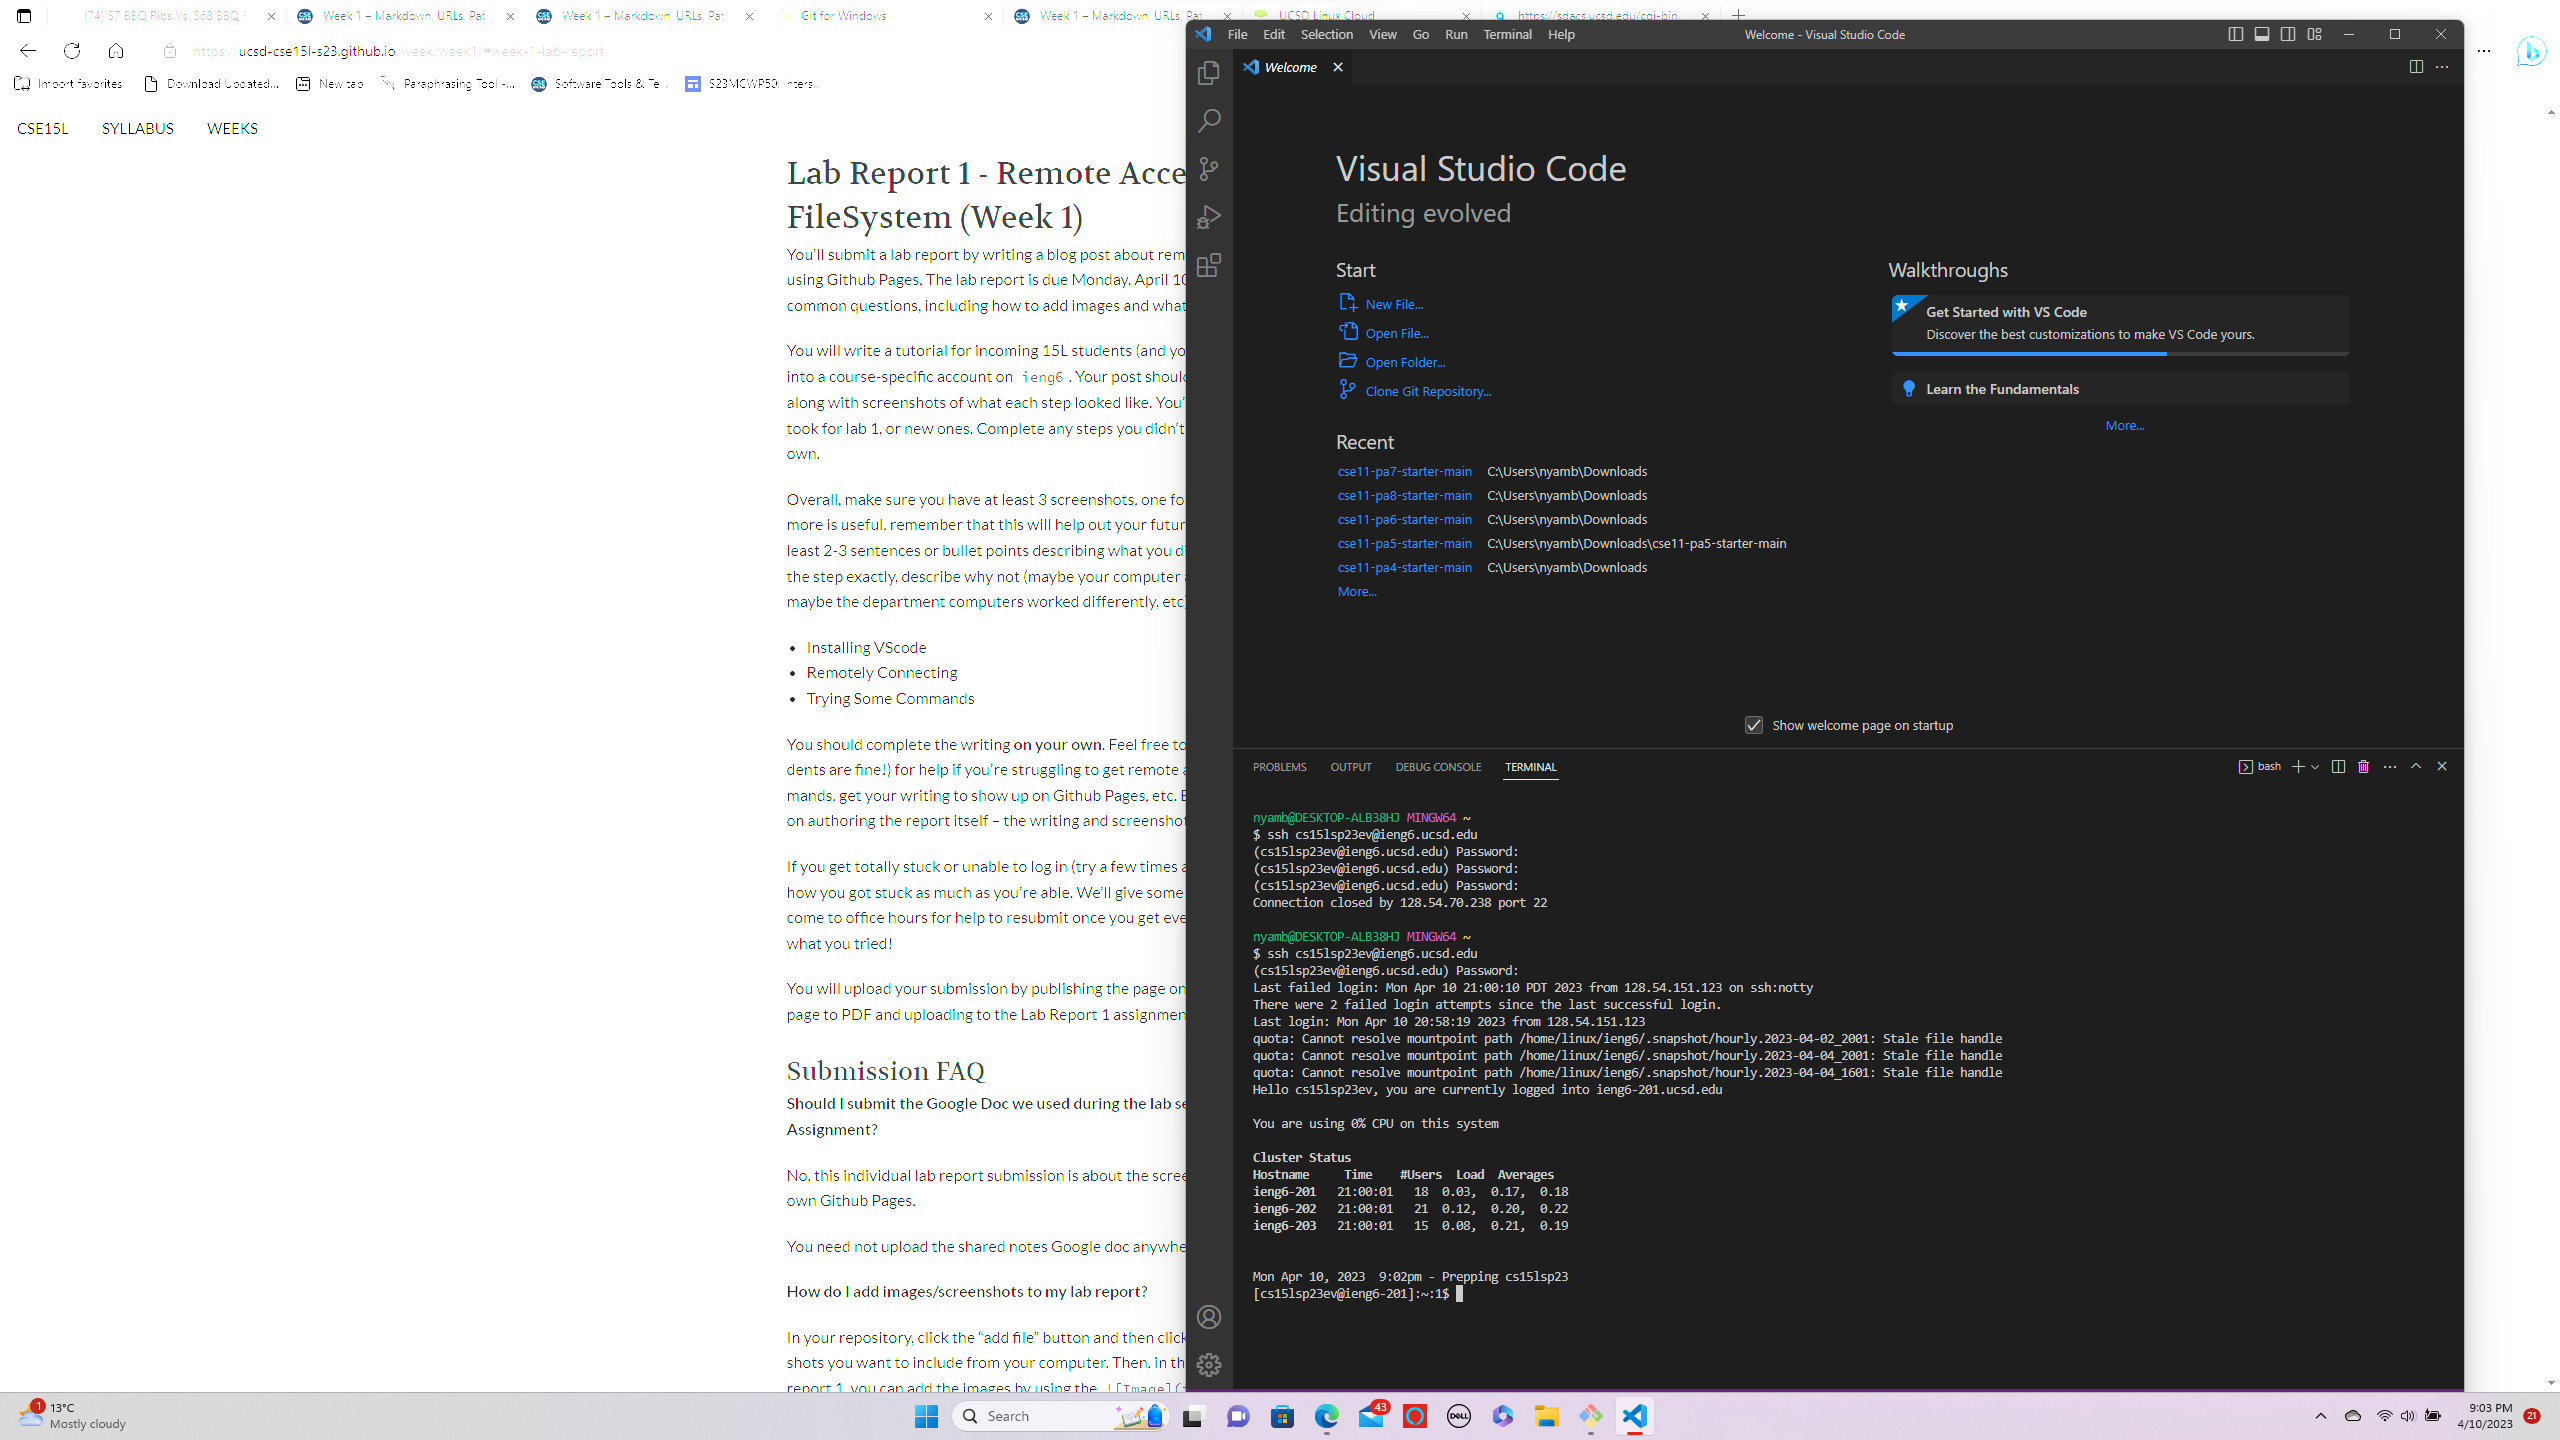 (74) $7 BBQ Ribs Vs. $68 BBQ R
Week 1 – Markdown, URLs, Pat
Week 1 – Markdown, URLs, Pat
Git for Windows
Week 1 – Markdown, URLs, Pat
UCSD Linux Cloud
https://sdacs.ucsd.edu/cgi-bin
https://ucsd-cse15l-s23.github.io/week/week1/#week-1-lab-report
Import favorites
Download Updated...
New tab
Paraphrasing Tool -...
Software Tools & Te...
S23MCWP50: Inters...
CSE15L
SYLLABUS
WEEKS
Lab Report 1 - Remote Acce
FileSystem (Week 1)
You’ll submit a lab report by writing a blog post about rem
using Github Pages. The lab report is due Monday, April 10
common questions, including how to add images and what
You will write a tutorial for incoming 15L students (and yo
into a course-specific account on ieng6 . Your post shoul
along with screenshots of what each step looked like. You’
took for lab 1, or new ones. Complete any steps you didn’t
own.
Overall, make sure you have at least 3 screenshots, one fo
more is useful, remember that this will help out your futur
least 2-3 sentences or bullet points describing what you d
the step exactly, describe why not (maybe your computer
maybe the department computers worked differently, etc)
• Installing VScode
• Remotely Connecting
• Trying Some Commands
You should complete the writing on your own. Feel free to
dents are fine!) for help if you’re struggling to get remote a
mands, get your writing to show up on Github Pages, etc. B
on authoring the report itself – the writing and screenshot
If you get totally stuck or unable to log in (try a few times a
how you got stuck as much as you’re able. We’ll give some
come to office hours for help to resubmit once you get eve
what you tried!
You will upload your submission by publishing the page on
page to PDF and uploading to the Lab Report 1 assignmen
Submission FAQ
Should I submit the Google Doc we used during the lab se
Assignment?
No, this individual lab report submission is about the scree
own Github Pages.
You need not upload the shared notes Google doc anywhe
How do I add images/screenshots to my lab report?
In your repository, click the “add file” button and then click
shots you want to include from your computer. Then, in th
report 1, you can add the images by using the ![Image](
File Edit Selection View Go Run Terminal Help
Welcome - Visual Studio Code
Welcome
Visual Studio Code
Editing evolved
Start
New File...
Open File...
Open Folder...
Clone Git Repository...
Recent
cse11-pa7-starter-main C:\Users\nyamb\Downloads
cse11-pa8-starter-main C:\Users\nyamb\Downloads
cse11-pa6-starter-main C:\Users\nyamb\Downloads
cse11-pa5-starter-main C:\Users\nyamb\Downloads\cse11-pa5-starter-main
cse11-pa4-starter-main C:\Users\nyamb\Downloads
More...
Walkthroughs
Get Started with VS Code
Discover the best customizations to make VS Code yours.
Learn the Fundamentals
More...
Show welcome page on startup
PROBLEMS OUTPUT DEBUG CONSOLE TERMINAL
bash
nyamb@DESKTOP-ALB38HJ MINGW64 ~
$ ssh cs15lsp23ev@ieng6.ucsd.edu
(cs15lsp23ev@ieng6.ucsd.edu) Password:
(cs15lsp23ev@ieng6.ucsd.edu) Password:
(cs15lsp23ev@ieng6.ucsd.edu) Password:
Connection closed by 128.54.70.238 port 22
nyamb@DESKTOP-ALB38HJ MINGW64 ~
$ ssh cs15lsp23ev@ieng6.ucsd.edu
(cs15lsp23ev@ieng6.ucsd.edu) Password:
Last failed login: Mon Apr 10 21:00:10 PDT 2023 from 128.54.151.123 on ssh:notty
There were 2 failed login attempts since the last successful login.
Last login: Mon Apr 10 20:58:19 2023 from 128.54.151.123
quota: Cannot resolve mountpoint path /home/linux/ieng6/.snapshot/hourly.2023-04-02_2001: Stale file handle
quota: Cannot resolve mountpoint path /home/linux/ieng6/.snapshot/hourly.2023-04-04_2001: Stale file handle
quota: Cannot resolve mountpoint path /home/linux/ieng6/.snapshot/hourly.2023-04-04_1601: Stale file handle
Hello cs15lsp23ev, you are currently logged into ieng6-201.ucsd.edu
You are using 0% CPU on this system
Cluster Status
Hostname Time #Users Load Averages
ieng6-201 21:00:01 18 0.03, 0.17, 0.18
ieng6-202 21:00:01 21 0.12, 0.20, 0.22
ieng6-203 21:00:01 15 0.08, 0.21, 0.19
Mon Apr 10, 2023 9:02pm - Prepping cs15lsp23
[cs15lsp23ev@ieng6-201]:~:1$
1
13°C
Mostly cloudy
Search
43
DELL
9:03 PM
4/10/2023
21